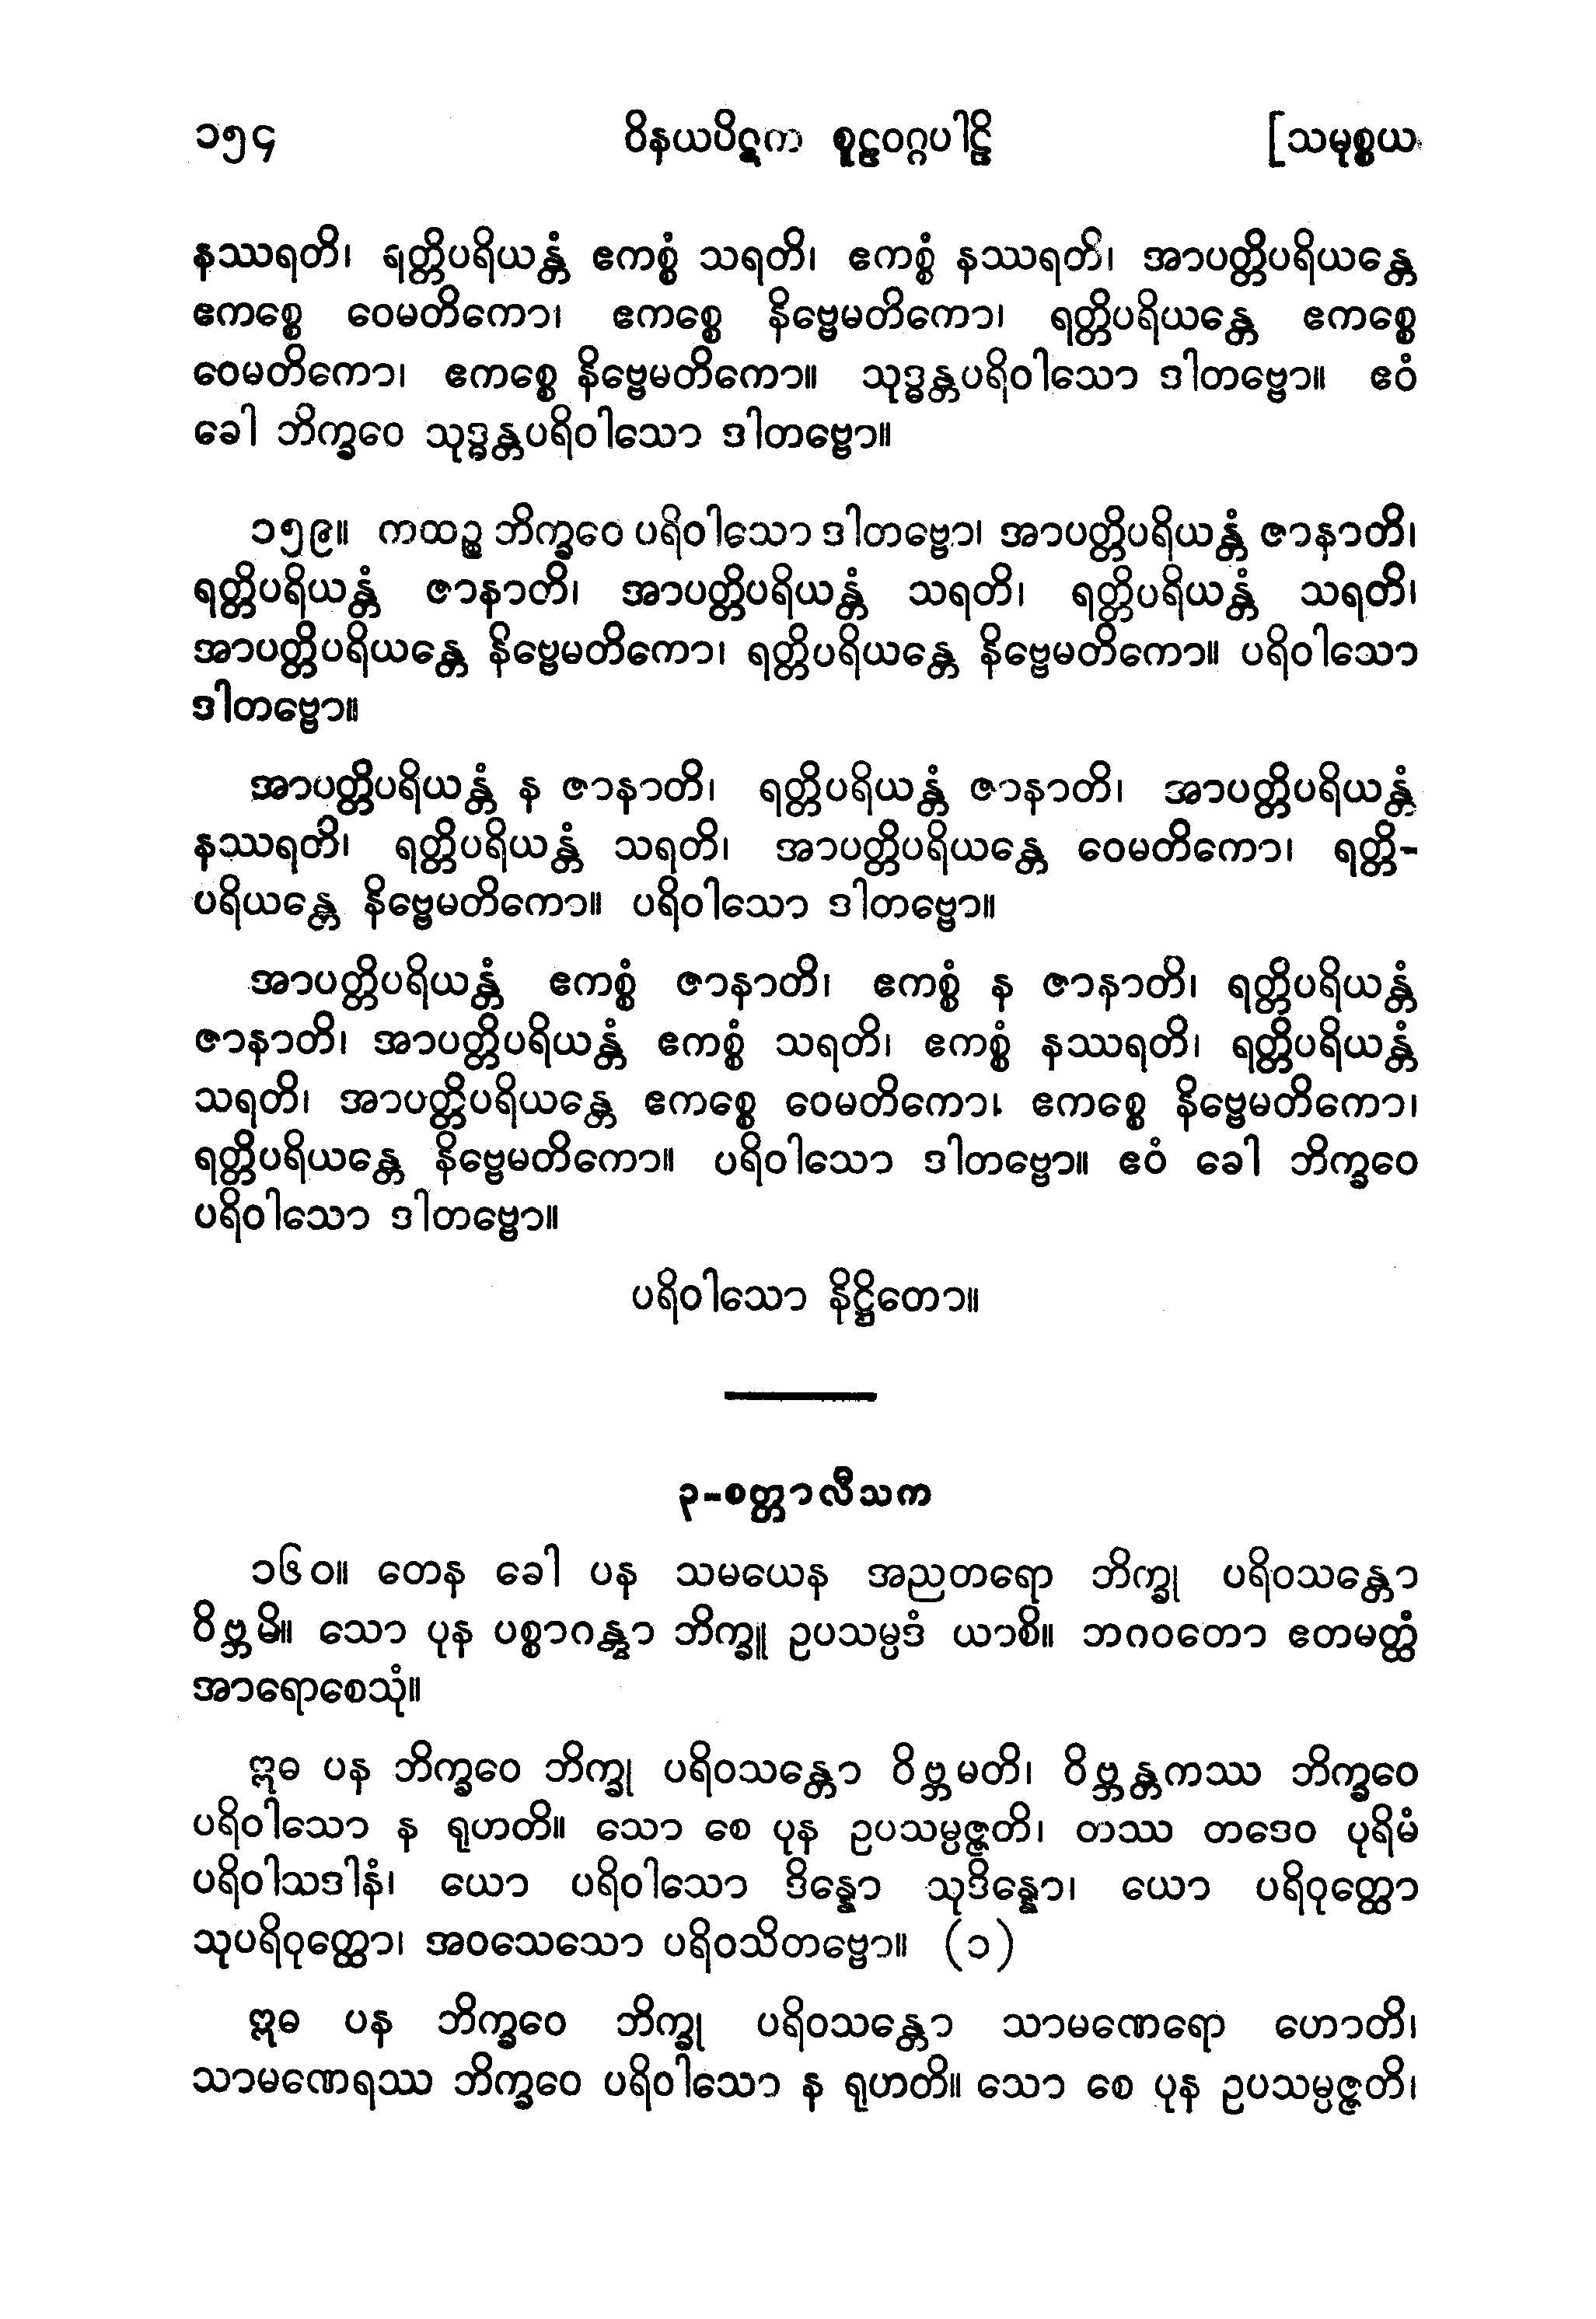 ၁၅၄ ဝိနယပိဋက စူဠဝဂ္ဂပါဠိ [သမုစ္စယ
နဿရတိ၊ ရတ္တိပရိယန္တံ ဧကစ္စံ သရတိ၊ ဧကစ္စံ နဿရတိ၊ အာပတ္တိပရိယန္တေ
ဧကစ္စေ ဝေမတိကော၊ ဧကစ္စေ နိဗ္ဗေမတိကော၊ ရတ္တိပရိယန္တေ ဧကစ္စေ
ဝေမတိကော၊ ဧကစ္စေ နိဗ္ဗေမတိကော။ သုဒ္ဓန္တပရိဝါသော ဒါတဗ္ဗော။ ဧဝံ
ခေါ ဘိက္ခဝေ သုဒ္ဓန္တပရိဝါသော ဒါတဗ္ဗော။
၁၅၉။ ကထဉ္စ ဘိက္ခဝေ ပရိဝါသော ဒါတဗ္ဗော၊ အာပတ္တိပရိယန္တံ ဇာနာတိ၊
ရတ္တိပရိယန္တံ ဇာနာတိ၊ အာပတ္တိပရိယန္တံ သရတိ၊ ရတ္တိပရိယန္တံ သရတိ၊
အာပတ္တိပရိယန္တေ နိဗ္ဗေမတိကော၊ ရတ္တိပရိယန္တေ နိဗ္ဗေမတိကော။ ပရိဝါသော
ဒါတဗ္ဗော။
အာပတ္တိပရိယန္တံ န ဇာနာတိ၊ ရတ္တိပရိယန္တံ ဇာနာတိ၊ အာပတ္တိပရိယန္တံ
နဿရတိ၊ ရတ္တိပရိယန္တံ သရတိ၊ အာပတ္တိပရိယန္တေ ဝေမတိကော၊ ရတ္တိ-
ပရိယန္တေ နိဗ္ဗေမတိကော။ ပရိဝါသော ဒါတဗ္ဗော။
အာပတ္တိပရိယန္တံ ဧကစ္စံ ဇာနာတိ၊ ဧကစ္စံ န ဇာနာတိ၊ ရတ္တိပရိယန္တံ
ဇာနာတိ၊ အာပတ္တိပရိယန္တံ ဧကစ္စံ သရတိ၊ ဧကစ္စံ နဿရတိ၊ ရတ္တိပရိယန္တံ
သရတိ၊ အာပတ္တိပရိယန္တေ ဧကစ္စေ ဝေမတိကော၊ ဧကစ္စေ နိဗ္ဗေမတိကော၊
ရတ္တိပရိယန္တေ နိဗ္ဗေမတိကော။ ပရိဝါသော ဒါတဗ္ဗော။ ဧဝံ ခေါ ဘိက္ခဝေ
ပရိဝါသော ဒါတဗ္ဗော။
ပရိဝါသော နိဋ္ဌိတော။
၃-စတ္တာလီသက
၁၆၀။ တေန ခေါ ပန သမယေန အညတရော ဘိက္ခု ပရိဝသန္တော
ဝိဗ္ဘမိ။ သော ပုန ပစ္စာဂန္တွာ ဘိက္ခူ ဥပသမ္ပဒံ ယာစိ။ ဘဂဝတော ဧတမတ္ထံ
အာရောစေသုံ။
ဣဓ ပန ဘိက္ခဝေ ဘိက္ခု ပရိဝသန္တော ဝိဗ္ဘမတိ၊ ဝိဗ္ဘန္တကဿ ဘိက္ခဝေ
ပရိဝါသော န ရုဟတိ။ သော စေ ပုန ဥပသမ္ပဇ္ဇတိ၊ တဿ တဒေဝ ပုရိမံ
ပရိဝါသဒါနံ၊ ယော ပရိဝါသော ဒိန္နော သုဒိန္နော၊ ယော ပရိဝုတ္ထော
သုပရိဝုတ္ထော၊ အဝသေသော ပရိဝသိတဗ္ဗော။ (၁)
ဣဓ ပန ဘိက္ခဝေ ဘိက္ခု ပရိဝသန္တော သာမဏေရော ဟောတိ၊
သာမဏေရဿ ဘိက္ခဝေ ပရိဝါသော န ရုဟတိ။ သော စေ ပုန ဥပသမ္ပဇ္ဇတိ၊